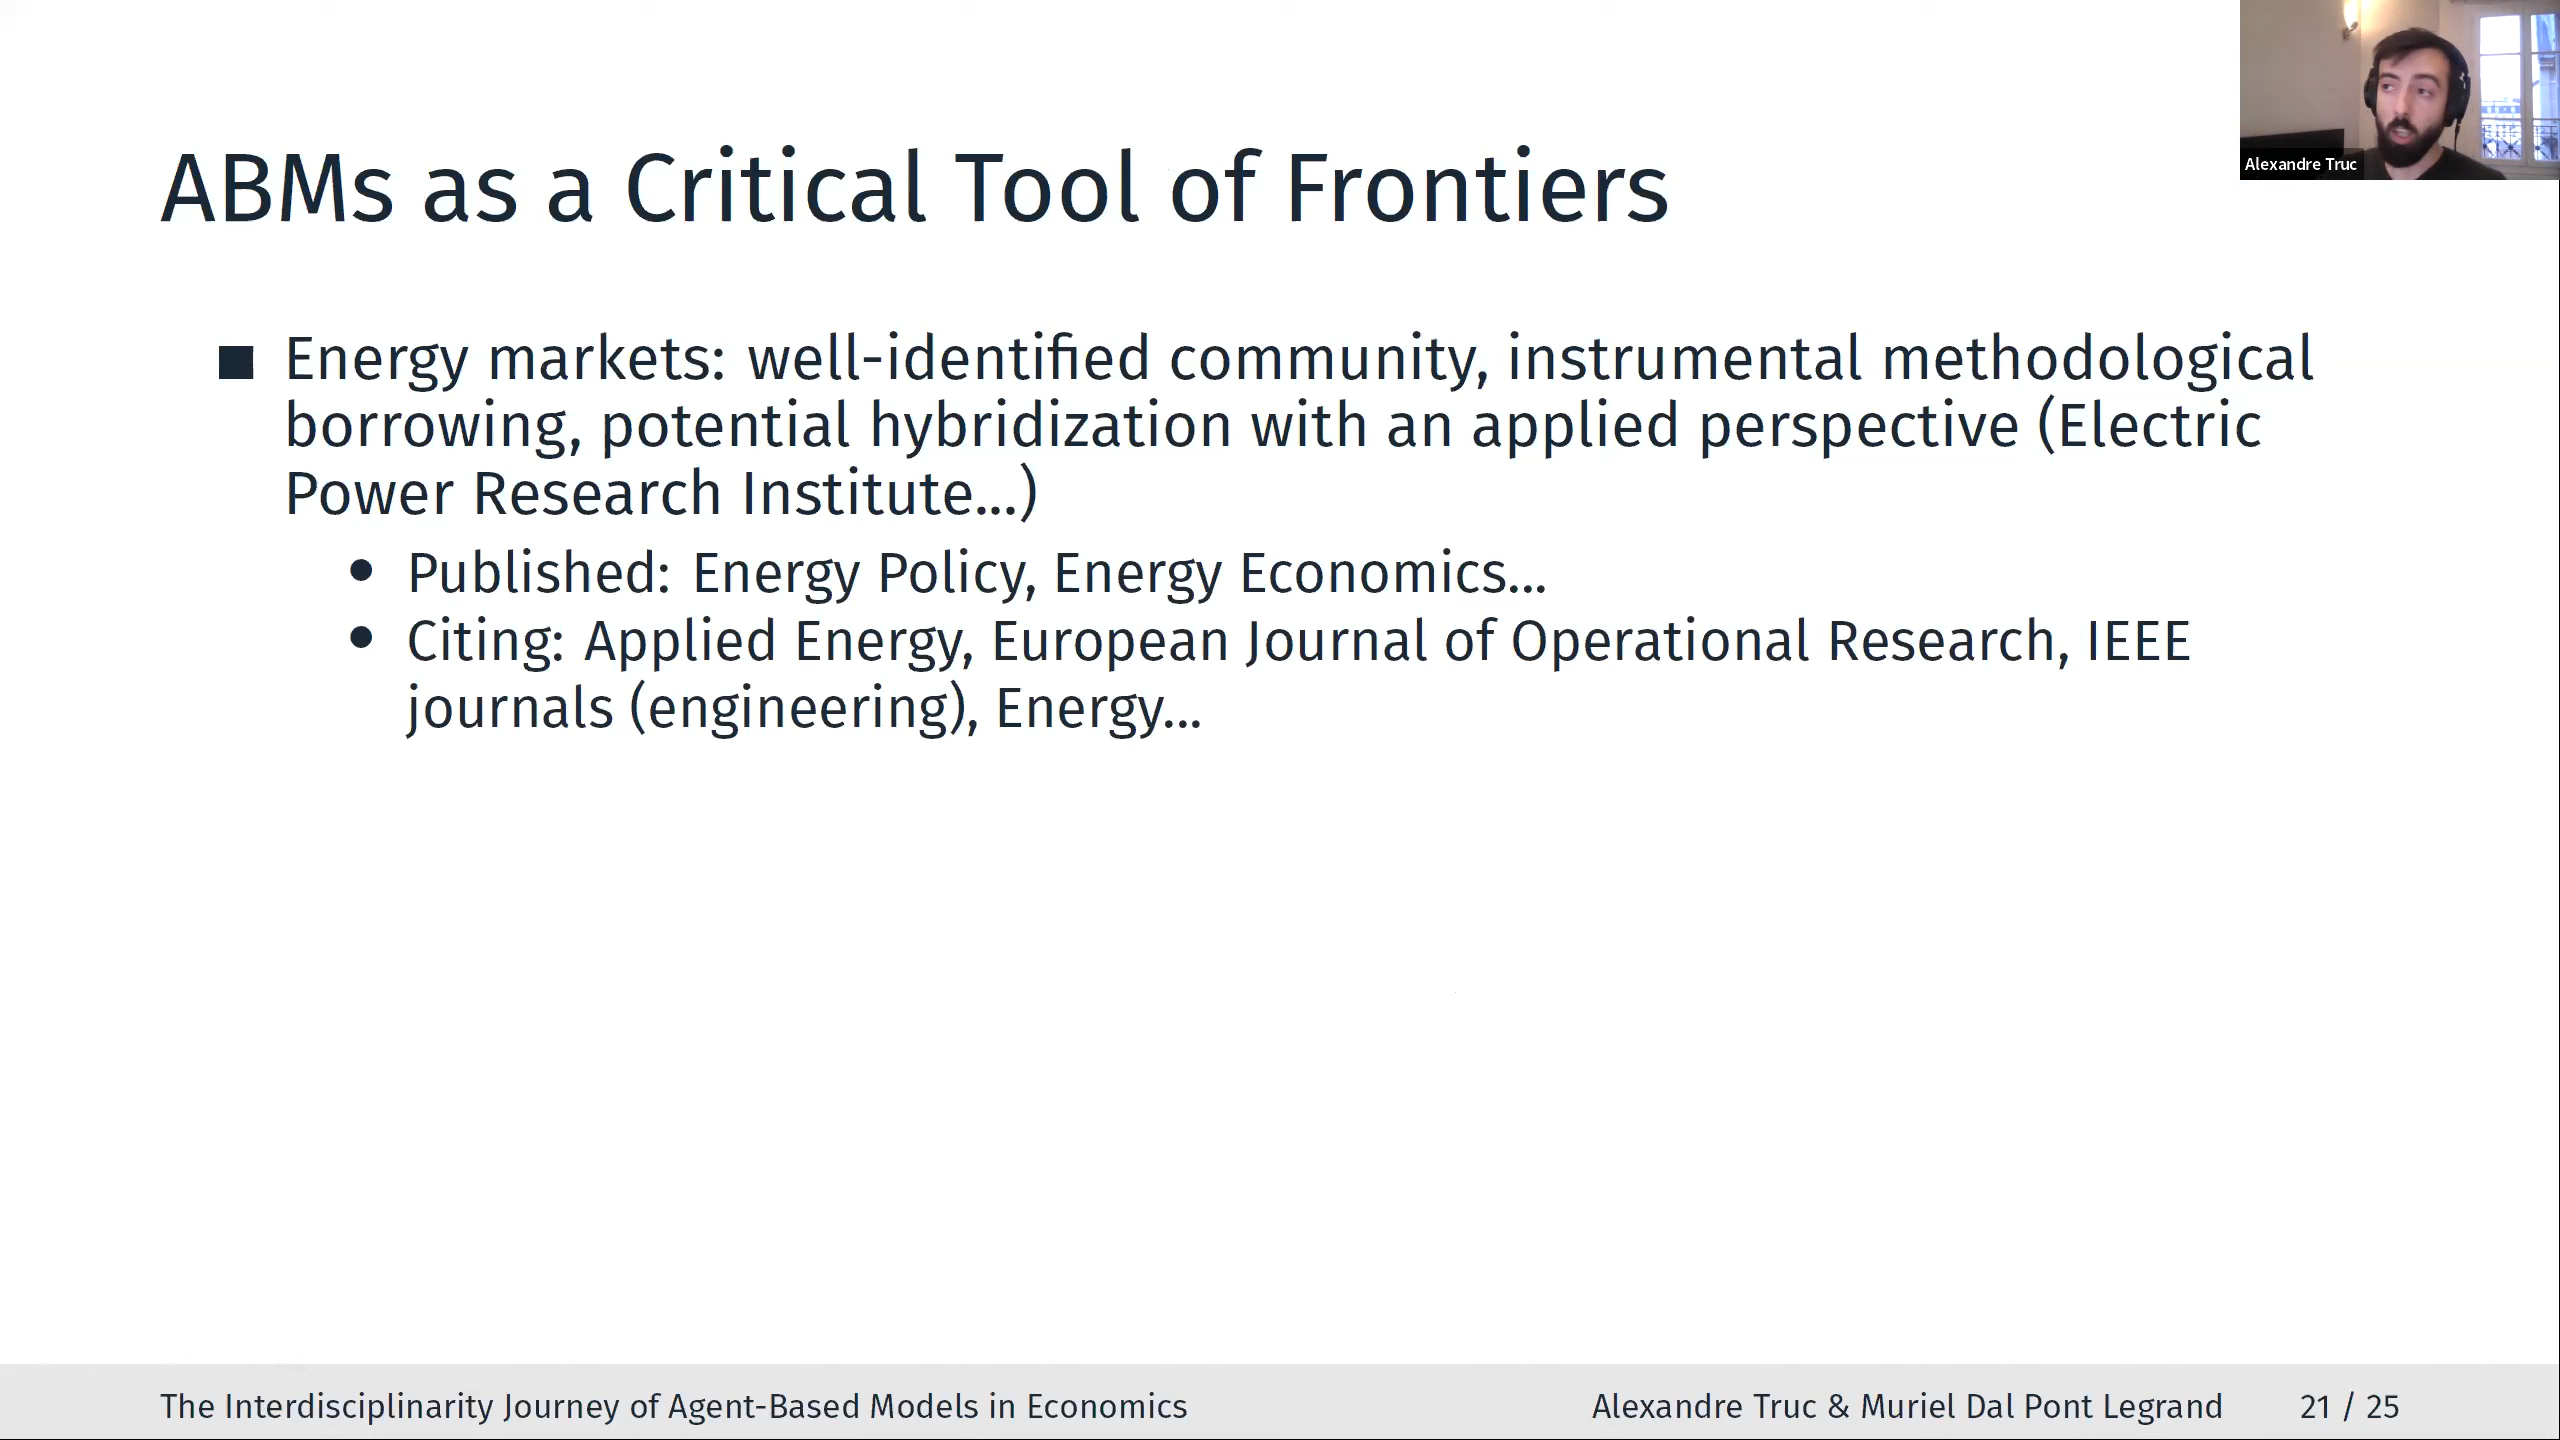 Alexandre Truc
ABMs as a Critical Tool of Frontiers
Energy markets: well-identified community, instrumental methodological
borrowing, potential hybridization with an applied perspective (Electric
Power Research Institute...)
Published: Energy Policy, Energy Economics...
Citing: Applied Energy, European Journal of Operational Research, IEEE
journals (engineering), Energy...
The Interdisciplinarity Journey of Agent-Based Models in Economics
Alexandre Truc & Muriel Dal Pont Legrand
21 / 25